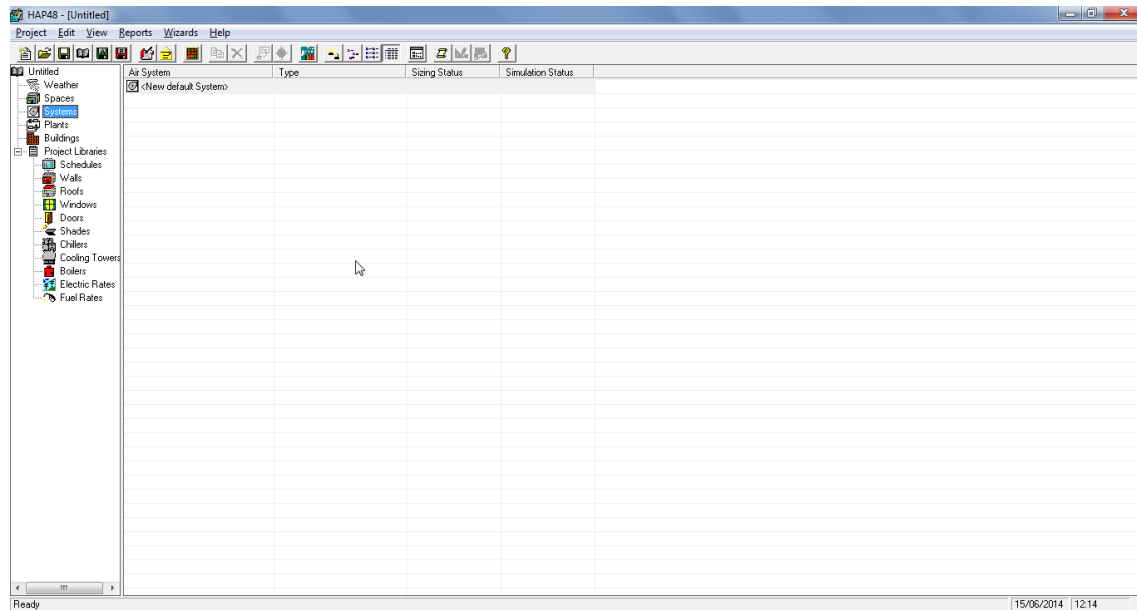 HAP48 - [Untitled]
Project Edit View Reports Wizards Help
Untitled
Weather
Spaces
Systems
Plants
Buildings
Project Libraries
Schedules
Walls
Roofs
Windows
Doors
Shades
Chillers
Cooling Towers
Boilers
Electric Rates
Fuel Rates
Air System Type Sizing Status Simulation Status
<New default System>
Ready 15/06/2014 12:14